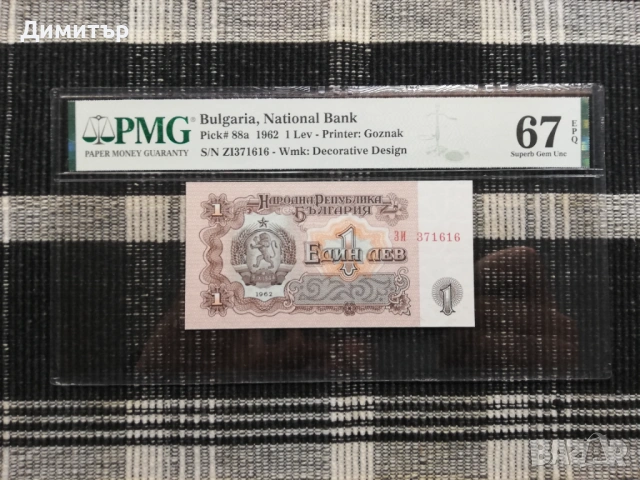 Димитър
PMG
PAPER MONEY GUARANTY
Bulgaria, National Bank
Pick# 88a 1962 1 Lev - Printer: Goznak
S/N ZI371616 - Wmk: Decorative Design
67 EPQ
Superb Gem Unc
1 Народна Република България
ЗИ 371616
1
Един лев
1 1962
1
BAZAR